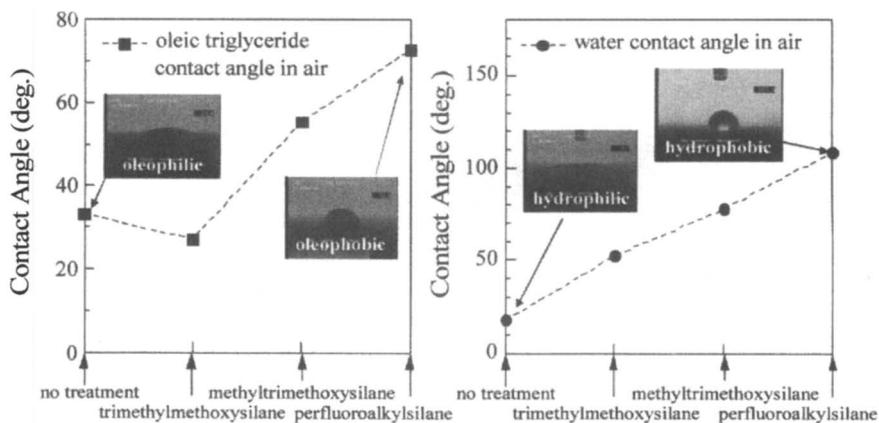 80
60
40
20
0
Contact Angle (deg.)
oleic triglyceride
contact angle in air
oleophilic
oleophobic
no treatment
methyltrimethoxysilane
trimethylmethoxysilane
perfluoroalkylsilane
150
100
50
0
Contact Angle (deg.)
water contact angle in air
hydrophobic
hydrophilic
no treatment
methyltrimethoxysilane
trimethylmethoxysilane
perfluoroalkylsilane